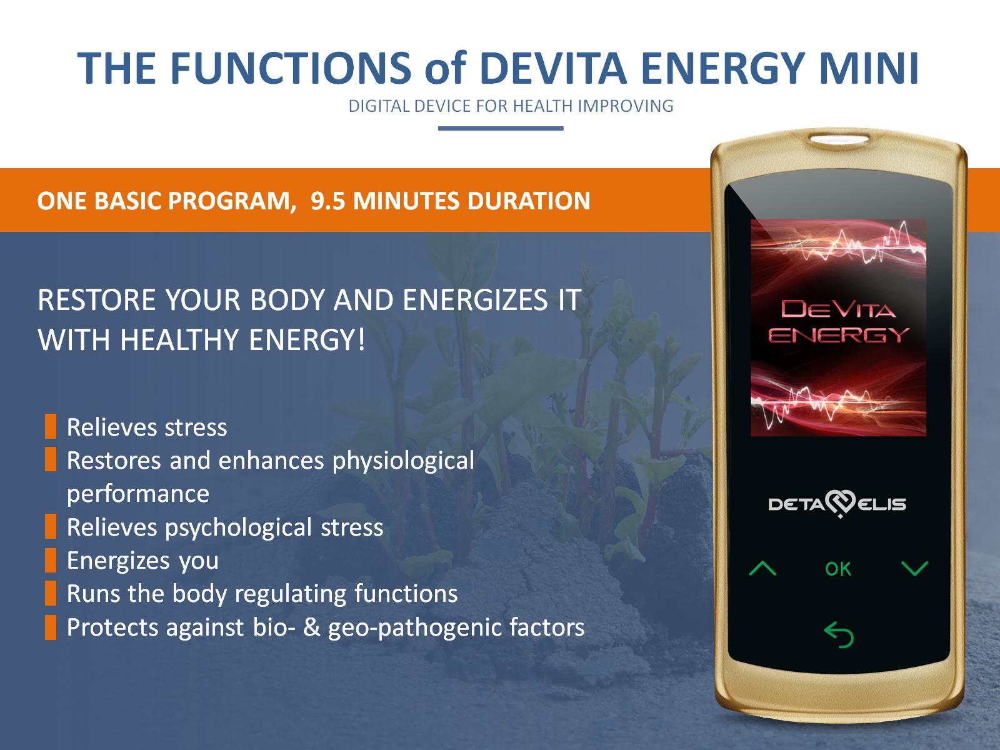 THE FUNCTIONS of DEVITA ENERGY MINI
DIGITAL DEVICE FOR HEALTH IMPROVING
ONE BASIC PROGRAM,  9.5 MINUTES DURATION
RESTORE YOUR BODY AND ENERGIZES IT
WITH HEALTHY ENERGY!
Relieves stress
Restores and enhances physiological
performance
Relieves psychological stress
Energizes you
Runs the body regulating functions
Protects against bio- & geo-pathogenic factors
DEVITA
ENERGY
DETA ELIS
OK